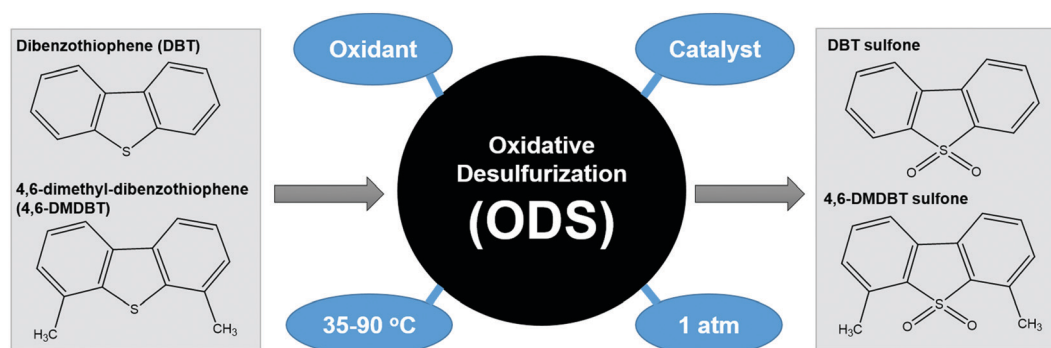 Dibenzothiophene (DBT)
S
4,6-dimethyl-dibenzothiophene
(4,6-DMDBT)
S
H₃C
CH₃
Oxidant
Catalyst
Oxidative
Desulfurization
(ODS)
35-90 ºC
1 atm
DBT sulfone
S
O
O
4,6-DMDBT sulfone
S
H₃C
O
O
CH₃